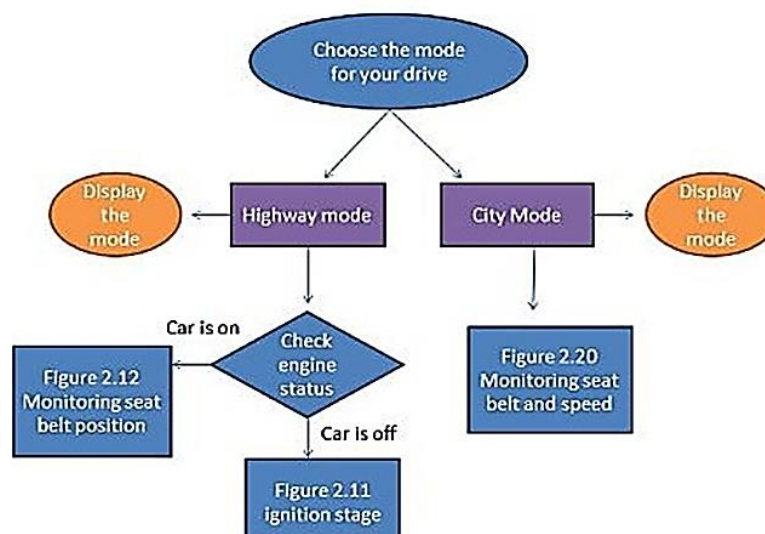 Choose the mode
for your drive
Display
the
mode
Highway mode
City Mode
Display
the
mode
Car is on
Check
engine
status
Figure 2.12
Monitoring seat
belt position
Figure 2.20
Monitoring seat
belt and speed
Car is off
Figure 2.11
ignition stage